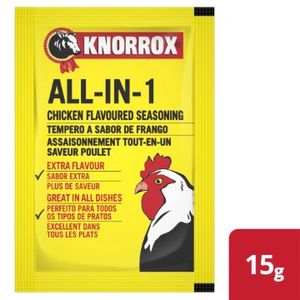 KNORROX
ALL-IN-1
CHICKEN FLAVOURED SEASONING
TEMPERO A SABOR DE FRANGO
ASSAISONNEMENT TOUT-EN-UN
SAVEUR POULET
EXTRA FLAVOUR
SABOR EXTRA
PLUS DE SAVEUR
GREAT IN ALL DISHES
PERFEITO PARA TODOS
OS TIPOS DE PRATOS
EXCELLENT DANS
TOUS LES PLATS
15g